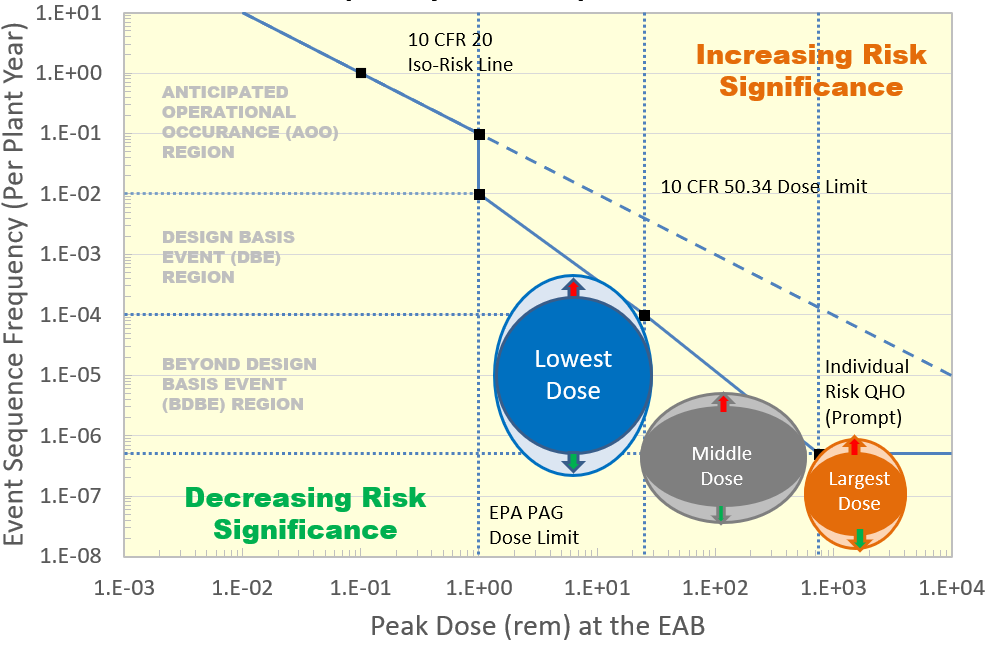 1.E+01
1.E+00
1.E-01
1.E-02
1.E-03
1.E-04
1.E-05
1.E-06
1.E-07
1.E-08
Event Sequence Frequency (Per Plant Year)
10 CFR 20
Iso-Risk Line
Increasing Risk
Significance
ANTICIPATED
OPERATIONAL
OCCURANCE (AOO)
REGION
10 CFR 50.34 Dose Limit
DESIGN BASIS
EVENT (DBE)
REGION
BEYOND DESIGN
BASIS EVENT
(BDBE) REGION
Lowest
Dose
Individual
Risk QHO
(Prompt)
Middle
Dose
Largest
Dose
Decreasing Risk
Significance
EPA PAG
Dose Limit
1.E-03
1.E-02
1.E-01
1.E+00
1.E+01
1.E+02
1.E+03
1.E+04
Peak Dose (rem) at the EAB